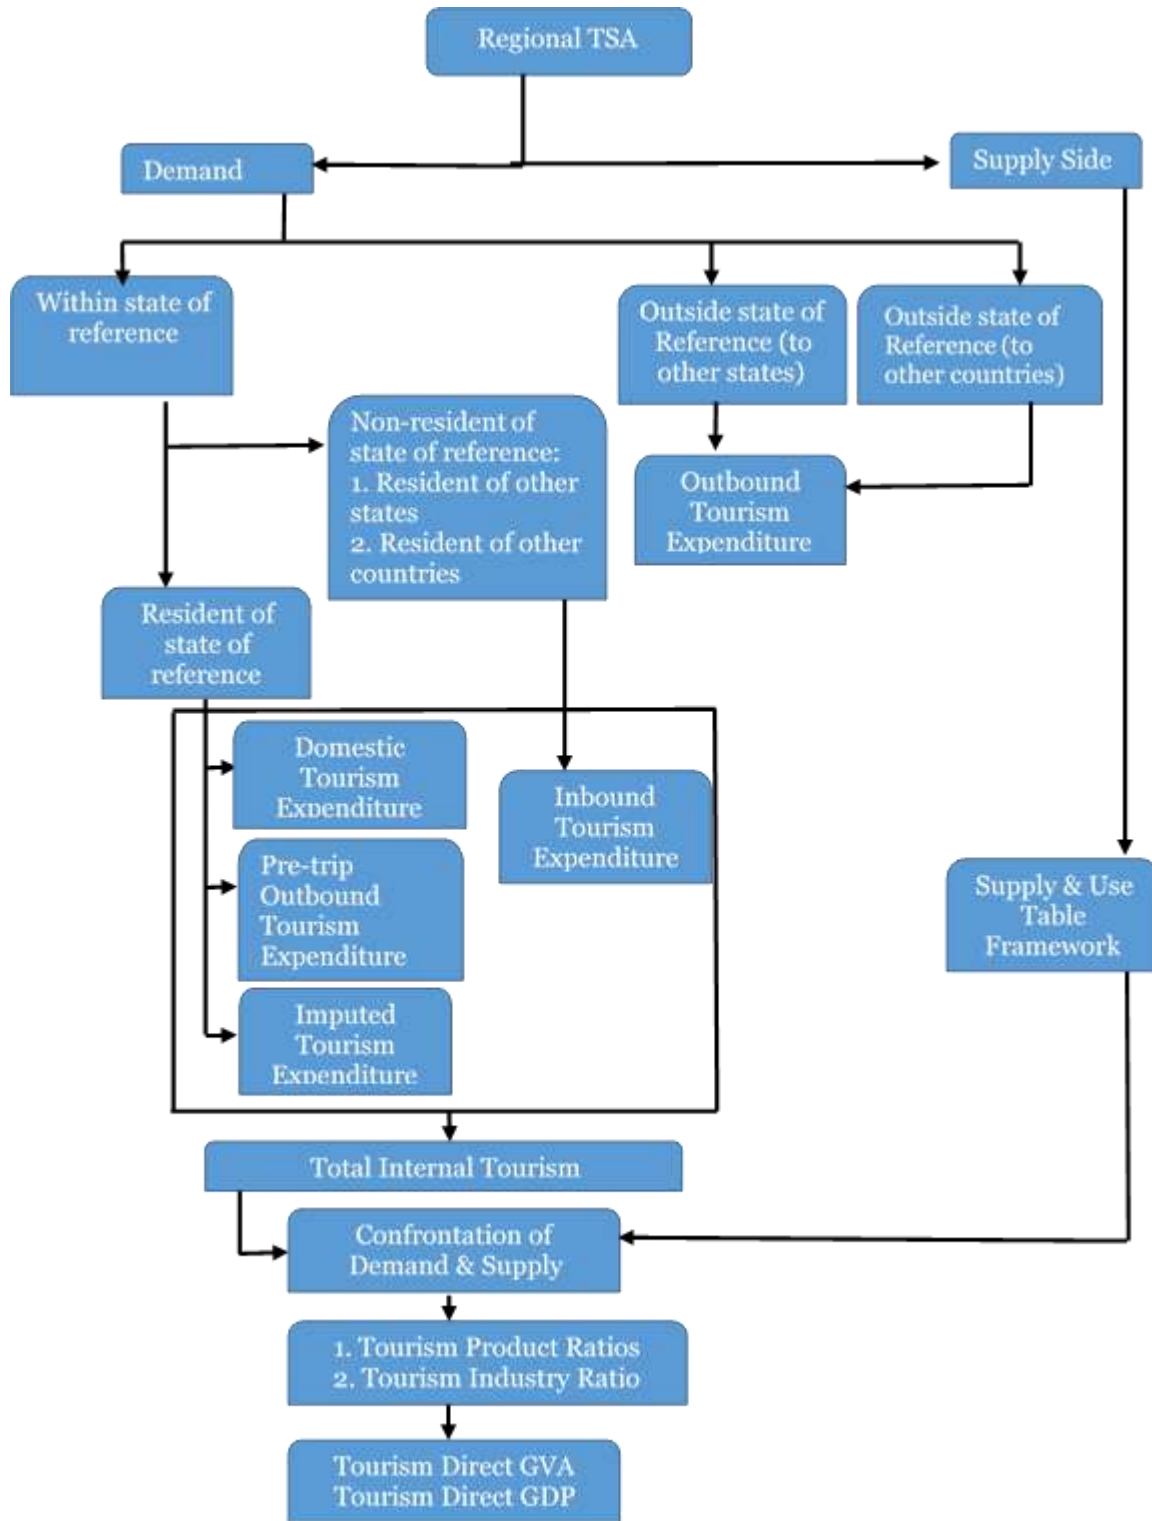 Regional TSA
Demand
Supply Side
Within state of
reference
Outside state of
Reference (to
other states)
Outside state of
Reference (to
other countries)
Non-resident of
state of reference:
1. Resident of other
states
2. Resident of other
countries
Outbound
Tourism
Expenditure
Resident of
state of
reference
Domestic
Tourism
Expenditure
Inbound
Tourism
Expenditure
Pre-trip
Outbound
Tourism
Expenditure
Supply & Use
Table
Framework
Imputed
Tourism
Expenditure
Total Internal Tourism
Confrontation of
Demand & Supply
1. Tourism Product Ratios
2. Tourism Industry Ratio
Tourism Direct GVA
Tourism Direct GDP